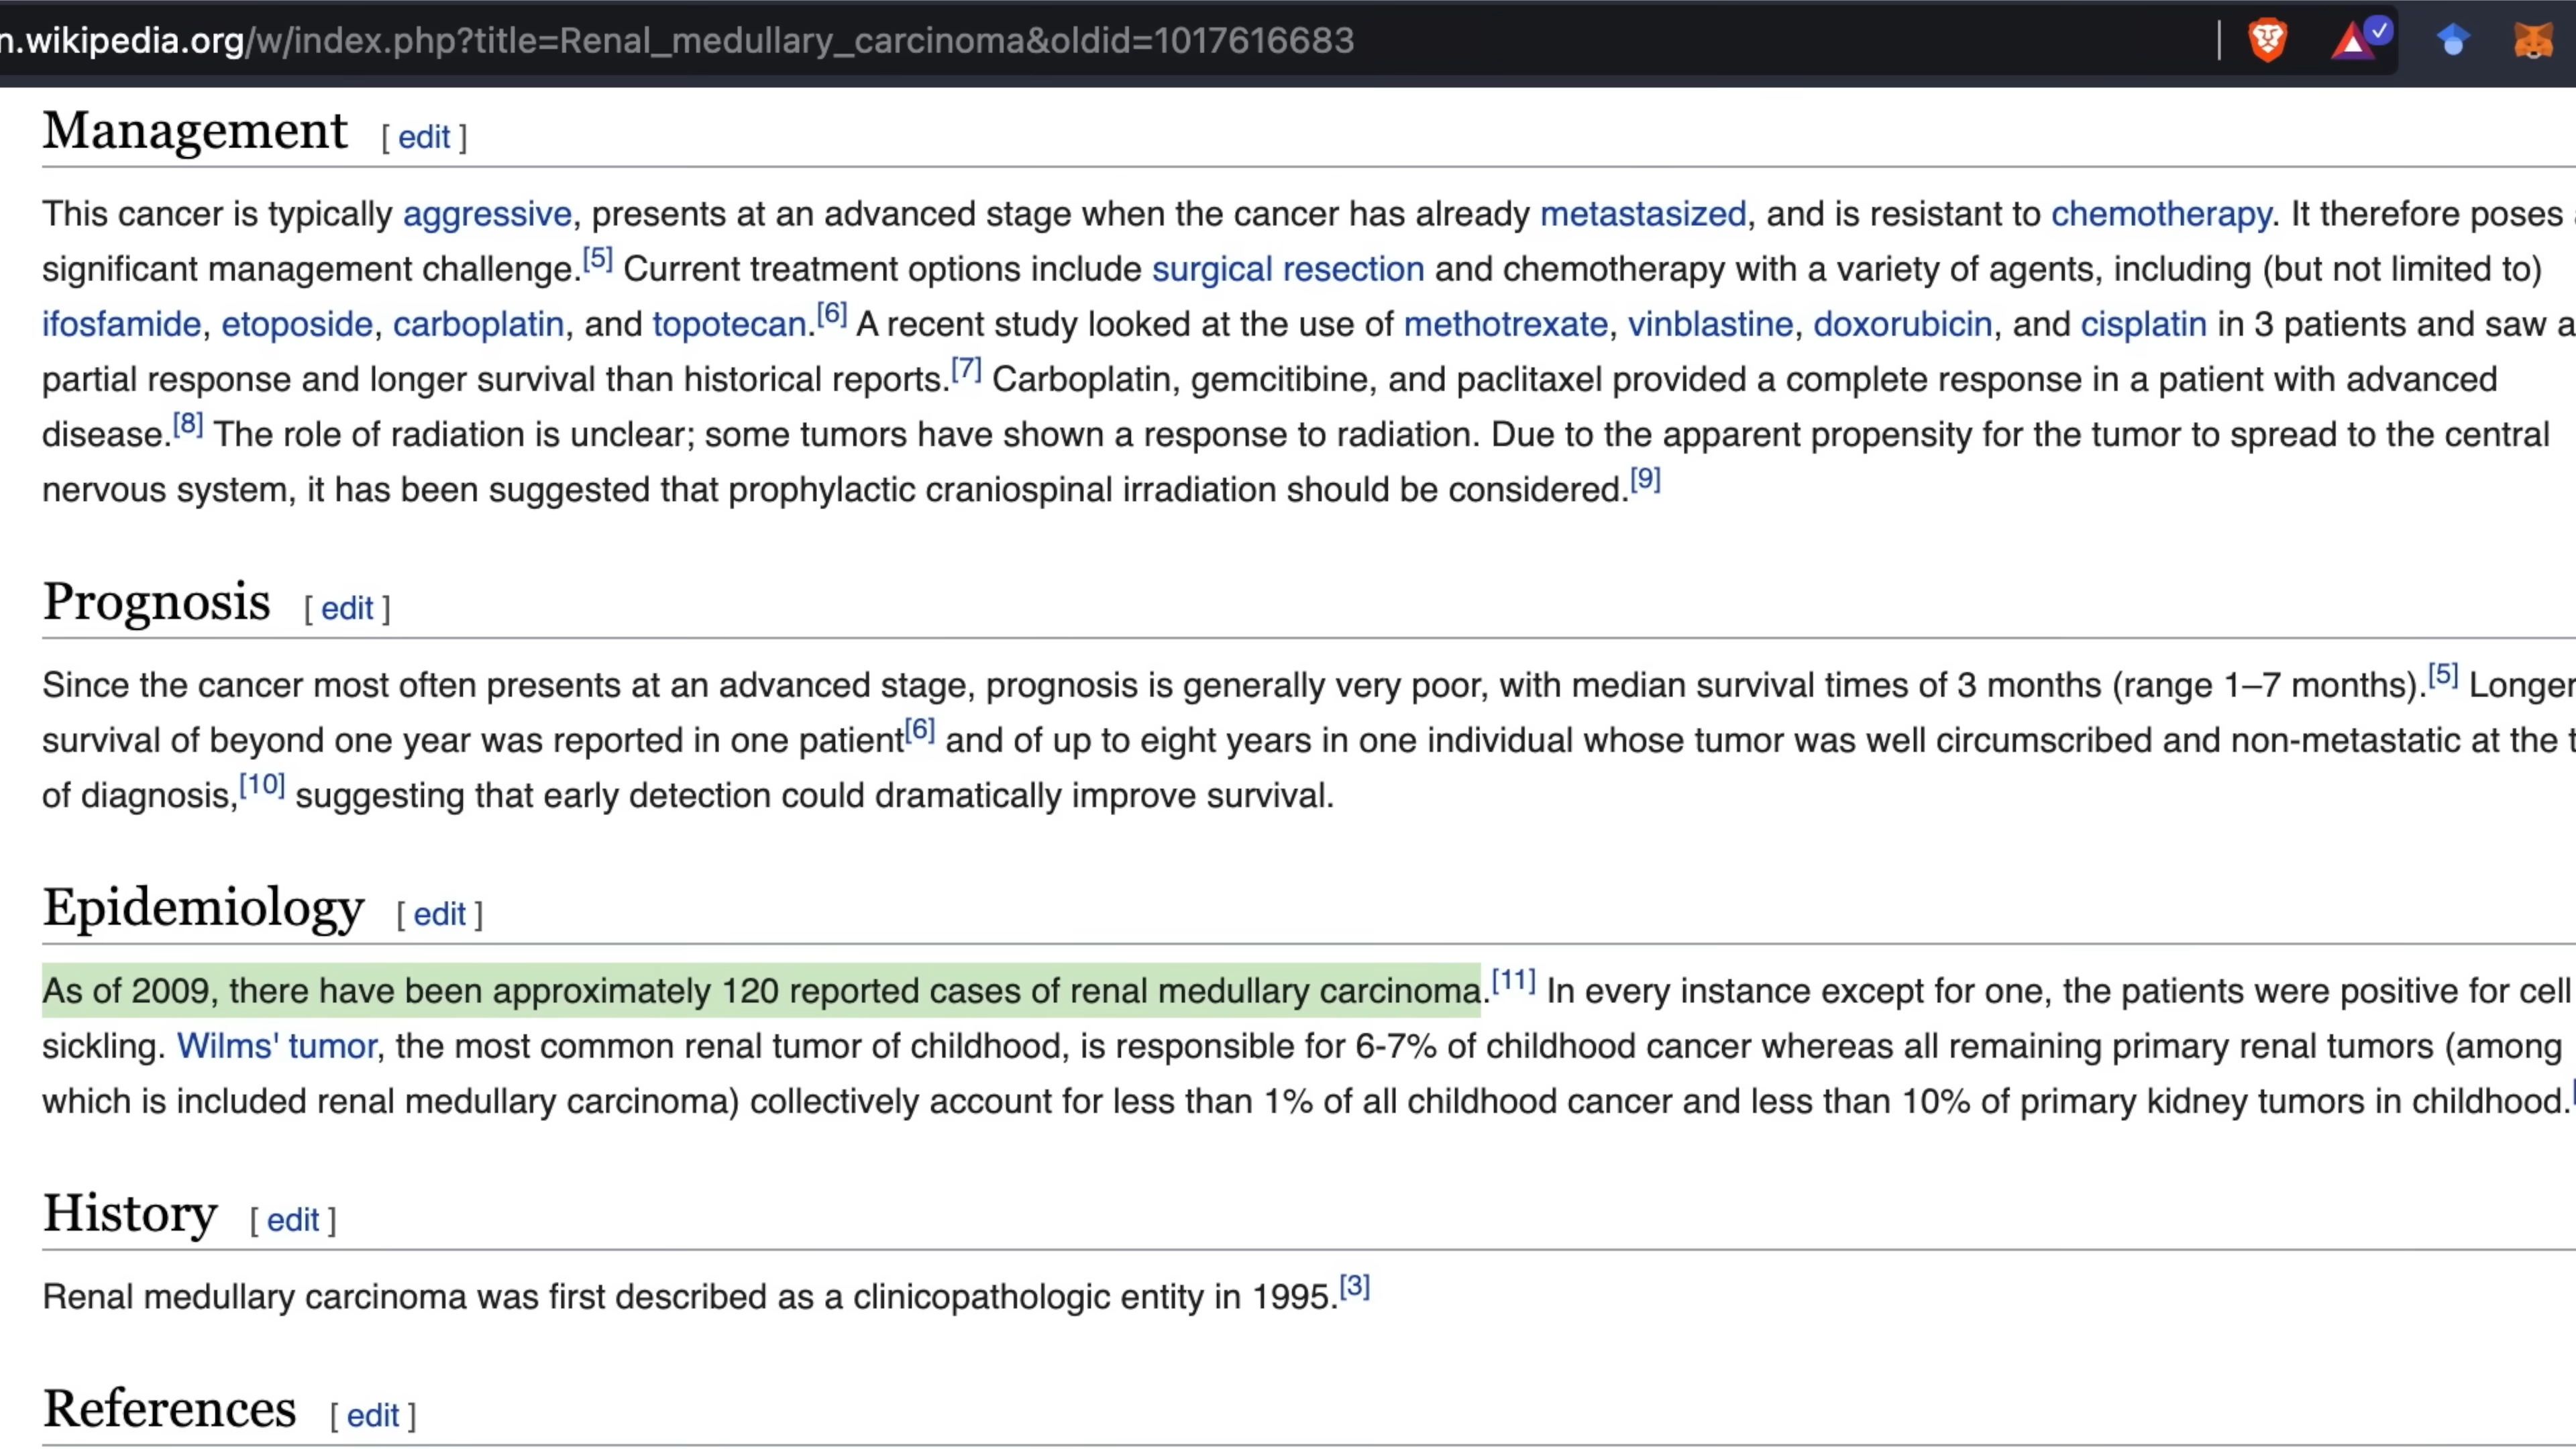 n.wikipedia.org/w/index.php?title=Renal_medullary_carcinoma&oldid=1017616683
Management [ edit ]
This cancer is typically aggressive, presents at an advanced stage when the cancer has already metastasized, and is resistant to chemotherapy. It therefore poses
significant management challenge.[5] Current treatment options include surgical resection and chemotherapy with a variety of agents, including (but not limited to)
ifosfamide, etoposide, carboplatin, and topotecan.[6] A recent study looked at the use of methotrexate, vinblastine, doxorubicin, and cisplatin in 3 patients and saw a
partial response and longer survival than historical reports.[7] Carboplatin, gemcitibine, and paclitaxel provided a complete response in a patient with advanced
disease.[8] The role of radiation is unclear; some tumors have shown a response to radiation. Due to the apparent propensity for the tumor to spread to the central
nervous system, it has been suggested that prophylactic craniospinal irradiation should be considered.[9]
Prognosis [ edit ]
Since the cancer most often presents at an advanced stage, prognosis is generally very poor, with median survival times of 3 months (range 1–7 months).[5] Longer
survival of beyond one year was reported in one patient[6] and of up to eight years in one individual whose tumor was well circumscribed and non-metastatic at the
of diagnosis,[10] suggesting that early detection could dramatically improve survival.
Epidemiology [ edit ]
As of 2009, there have been approximately 120 reported cases of renal medullary carcinoma.[11] In every instance except for one, the patients were positive for cell
sickling. Wilms' tumor, the most common renal tumor of childhood, is responsible for 6-7% of childhood cancer whereas all remaining primary renal tumors (among
which is included renal medullary carcinoma) collectively account for less than 1% of all childhood cancer and less than 10% of primary kidney tumors in childhood.
History [ edit ]
Renal medullary carcinoma was first described as a clinicopathologic entity in 1995.[3]
References [ edit ]